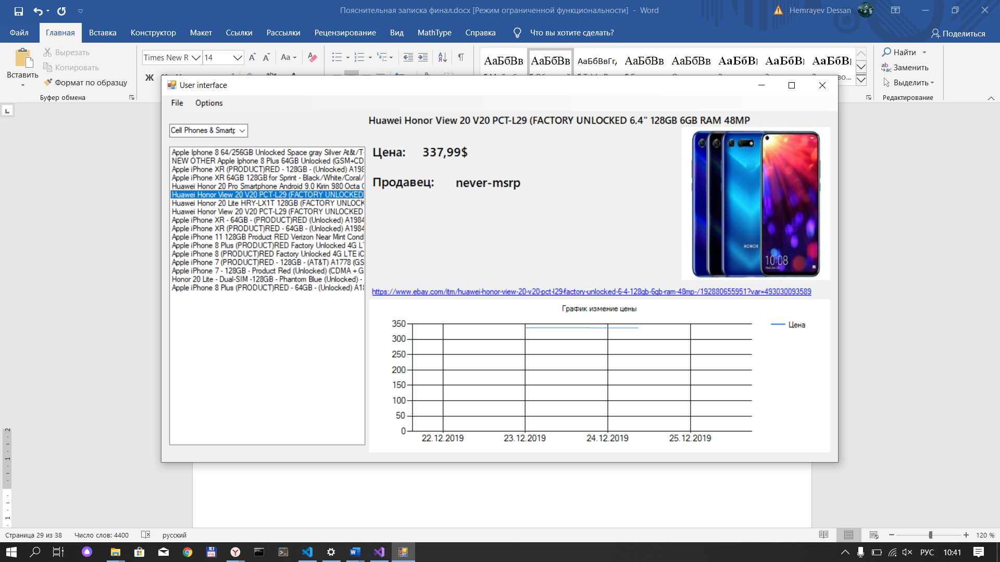 Пояснительная записка финал.docx [Режим ограниченной функциональности] - Word
Hemrayev Dessan
Файл Главная Вставка Конструктор Макет Ссылки Рассылки Рецензирование Вид MathType Справка Что вы хотите сделать? Поделиться
Вставить
Вырезать
Копировать
Формат по образцу
Буфер обмена
Times New R 14 Aa
Ж
АаБбВв АаБбВв АаБбВвГг АаБбВв АаБбВв АаБбВ АаБбВ АаБбВ
Найти
Заменить
Выделить
Редактирование
User interface
File Options
Cell Phones & Smartp
Apple Iphone 8 64/256GB Unlocked Space gray Silver At&t/T-
NEW OTHER Apple Iphone 8 Plus 64GB Unlocked (GSM+CD
Apple iPhone XR (PRODUCT)RED - 128GB - (Unlocked) A198
Apple iPhone XR 64GB 128GB for Sprint - Black/White/Coral/
Huawei Honor 20 Pro Smartphone Android 9.0 Kirin 980 Octa C
Huawei Honor View 20 V20 PCT-L29 (FACTORY UNLOCKED
Huawei Honor 20 Lite HRY-LX1T 128GB (FACTORY UNLOCK
Huawei Honor View 20 V20 PCT-L29 (FACTORY UNLOCKED
Apple iPhone XR - 64GB - (PRODUCT)RED (Unlocked) A1984
Apple iPhone XR (PRODUCT)RED - 64GB - (Unlocked) A1984
Apple iPhone 11 128GB Product RED Verizon Near Mint Cond
Apple iPhone 8 Plus (PRODUCT)RED Factory Unlocked 4G LT
Apple iPhone 8 (PRODUCT)RED Factory Unlocked 4G LTE iO
Apple iPhone 7 (PRODUCT)RED - 128GB - (AT&T) A1778 (GS
Apple iPhone 7 - 128GB - Product Red (Unlocked) (CDMA + G
Honor 20 Lite - Dual-SIM -128GB - Phantom Blue (Unlocked) -
Apple iPhone 8 Plus (PRODUCT)RED - 64GB - (Unlocked) A18
Huawei Honor View 20 V20 PCT-L29 (FACTORY UNLOCKED 6.4" 128GB 6GB RAM 48MP
Цена: 337,99$
Продавец: never-msrp
HONOR
10:08
https://www.ebay.com/itm/huawei-honor-view-20-v20-pct-l29-factory-unlocked-6-4-128gb-6gb-ram-48mp-/192880655951?var=493030093589
График измение цены
Цена
350
300
250
200
150
100
50
0
22.12.2019 23.12.2019 24.12.2019 25.12.2019
Страница 29 из 38 Число слов: 4400 русский 120 %
РУС 10:41